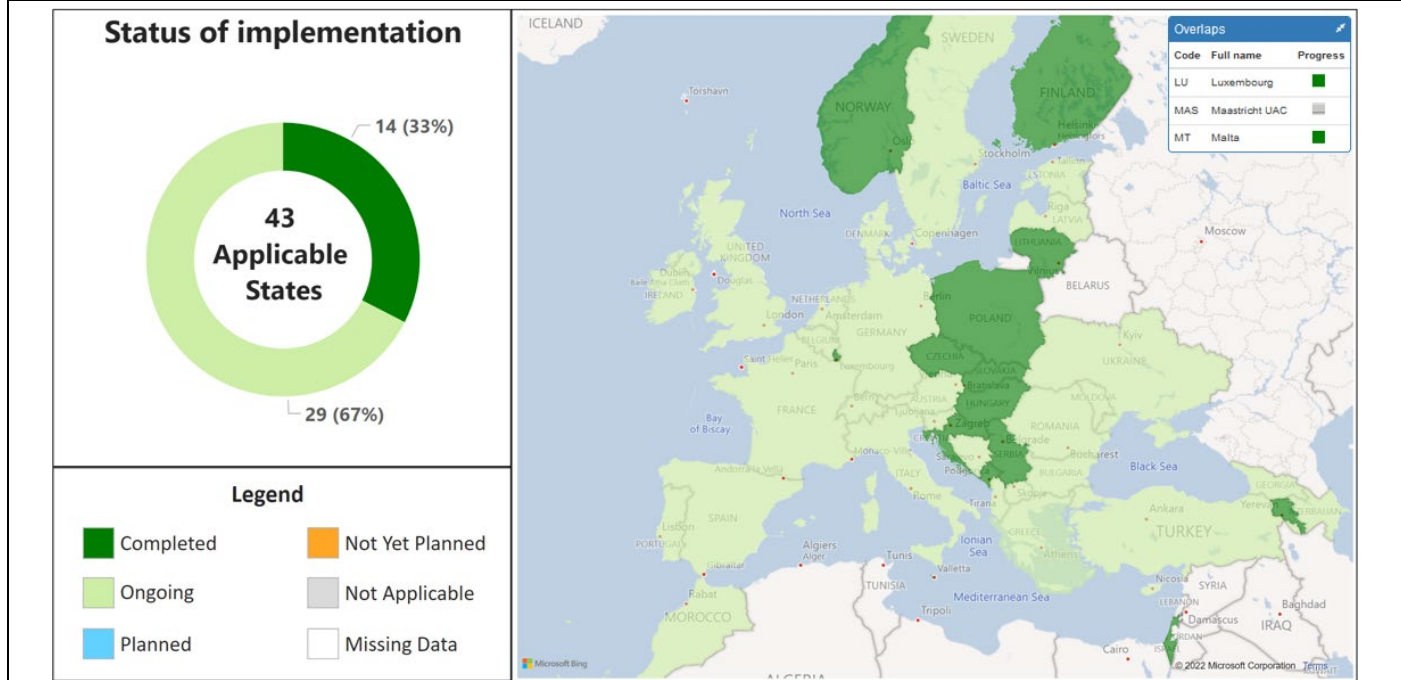 Status of implementation
14 (33%)
43
Applicable
States
29 (67%)
Legend
Completed
Not Yet Planned
Ongoing
Not Applicable
Planned
Missing Data
Overlaps
Code Full name Progress
LU Luxembourg
MAS Maastricht UAC
MT Malta
ICELAND
SWEDEN
Tórshavn
NORWAY
FINLAND
Helsinki
Oslo
Stockholm
Tallinn
Baltic Sea
North Sea
Riga
LATVIA
Moscow
DENMARK
Copenhagen
LITHUANIA
Vilnius
UNITED
KINGDOM
Dublin
Douglas
IRELAND
BELARUS
NETHERLANDS
Berlin
London
Amsterdam
POLAND
GERMANY
BELGIUM
Kyiv
Saint Helier
Paris
Luxembourg
CZECHIA
UKRAINE
SLOVAKIA
Bratislava
Bern
AUSTRIA
HUNGARY
MOLDOVA
FRANCE
Ljubljana
Bay
of Biscay
Zagreb
ROMANIA
Belgrade
Monaco-Ville
SERBIA
Bucharest
Andorra la Vella
ITALY
BULGARIA
Black Sea
Rome
Skopje
GEORGIA
Tirana
Yerevan
Ankara
SPAIN
Lisbon
PORTUGAL
Ionian
Sea
GREECE
Athens
TURKEY
Gibraltar
Algiers
Alger
Tunis
Valletta
Nicosia
SYRIA
Rabat
TUNISIA
LEBANON
MOROCCO
Tripoli
Mediterranean Sea
Damascus
Baghdad
IRAQ
Cairo
ALGERIA
Microsoft Bing
© 2022 Microsoft Corporation Terms